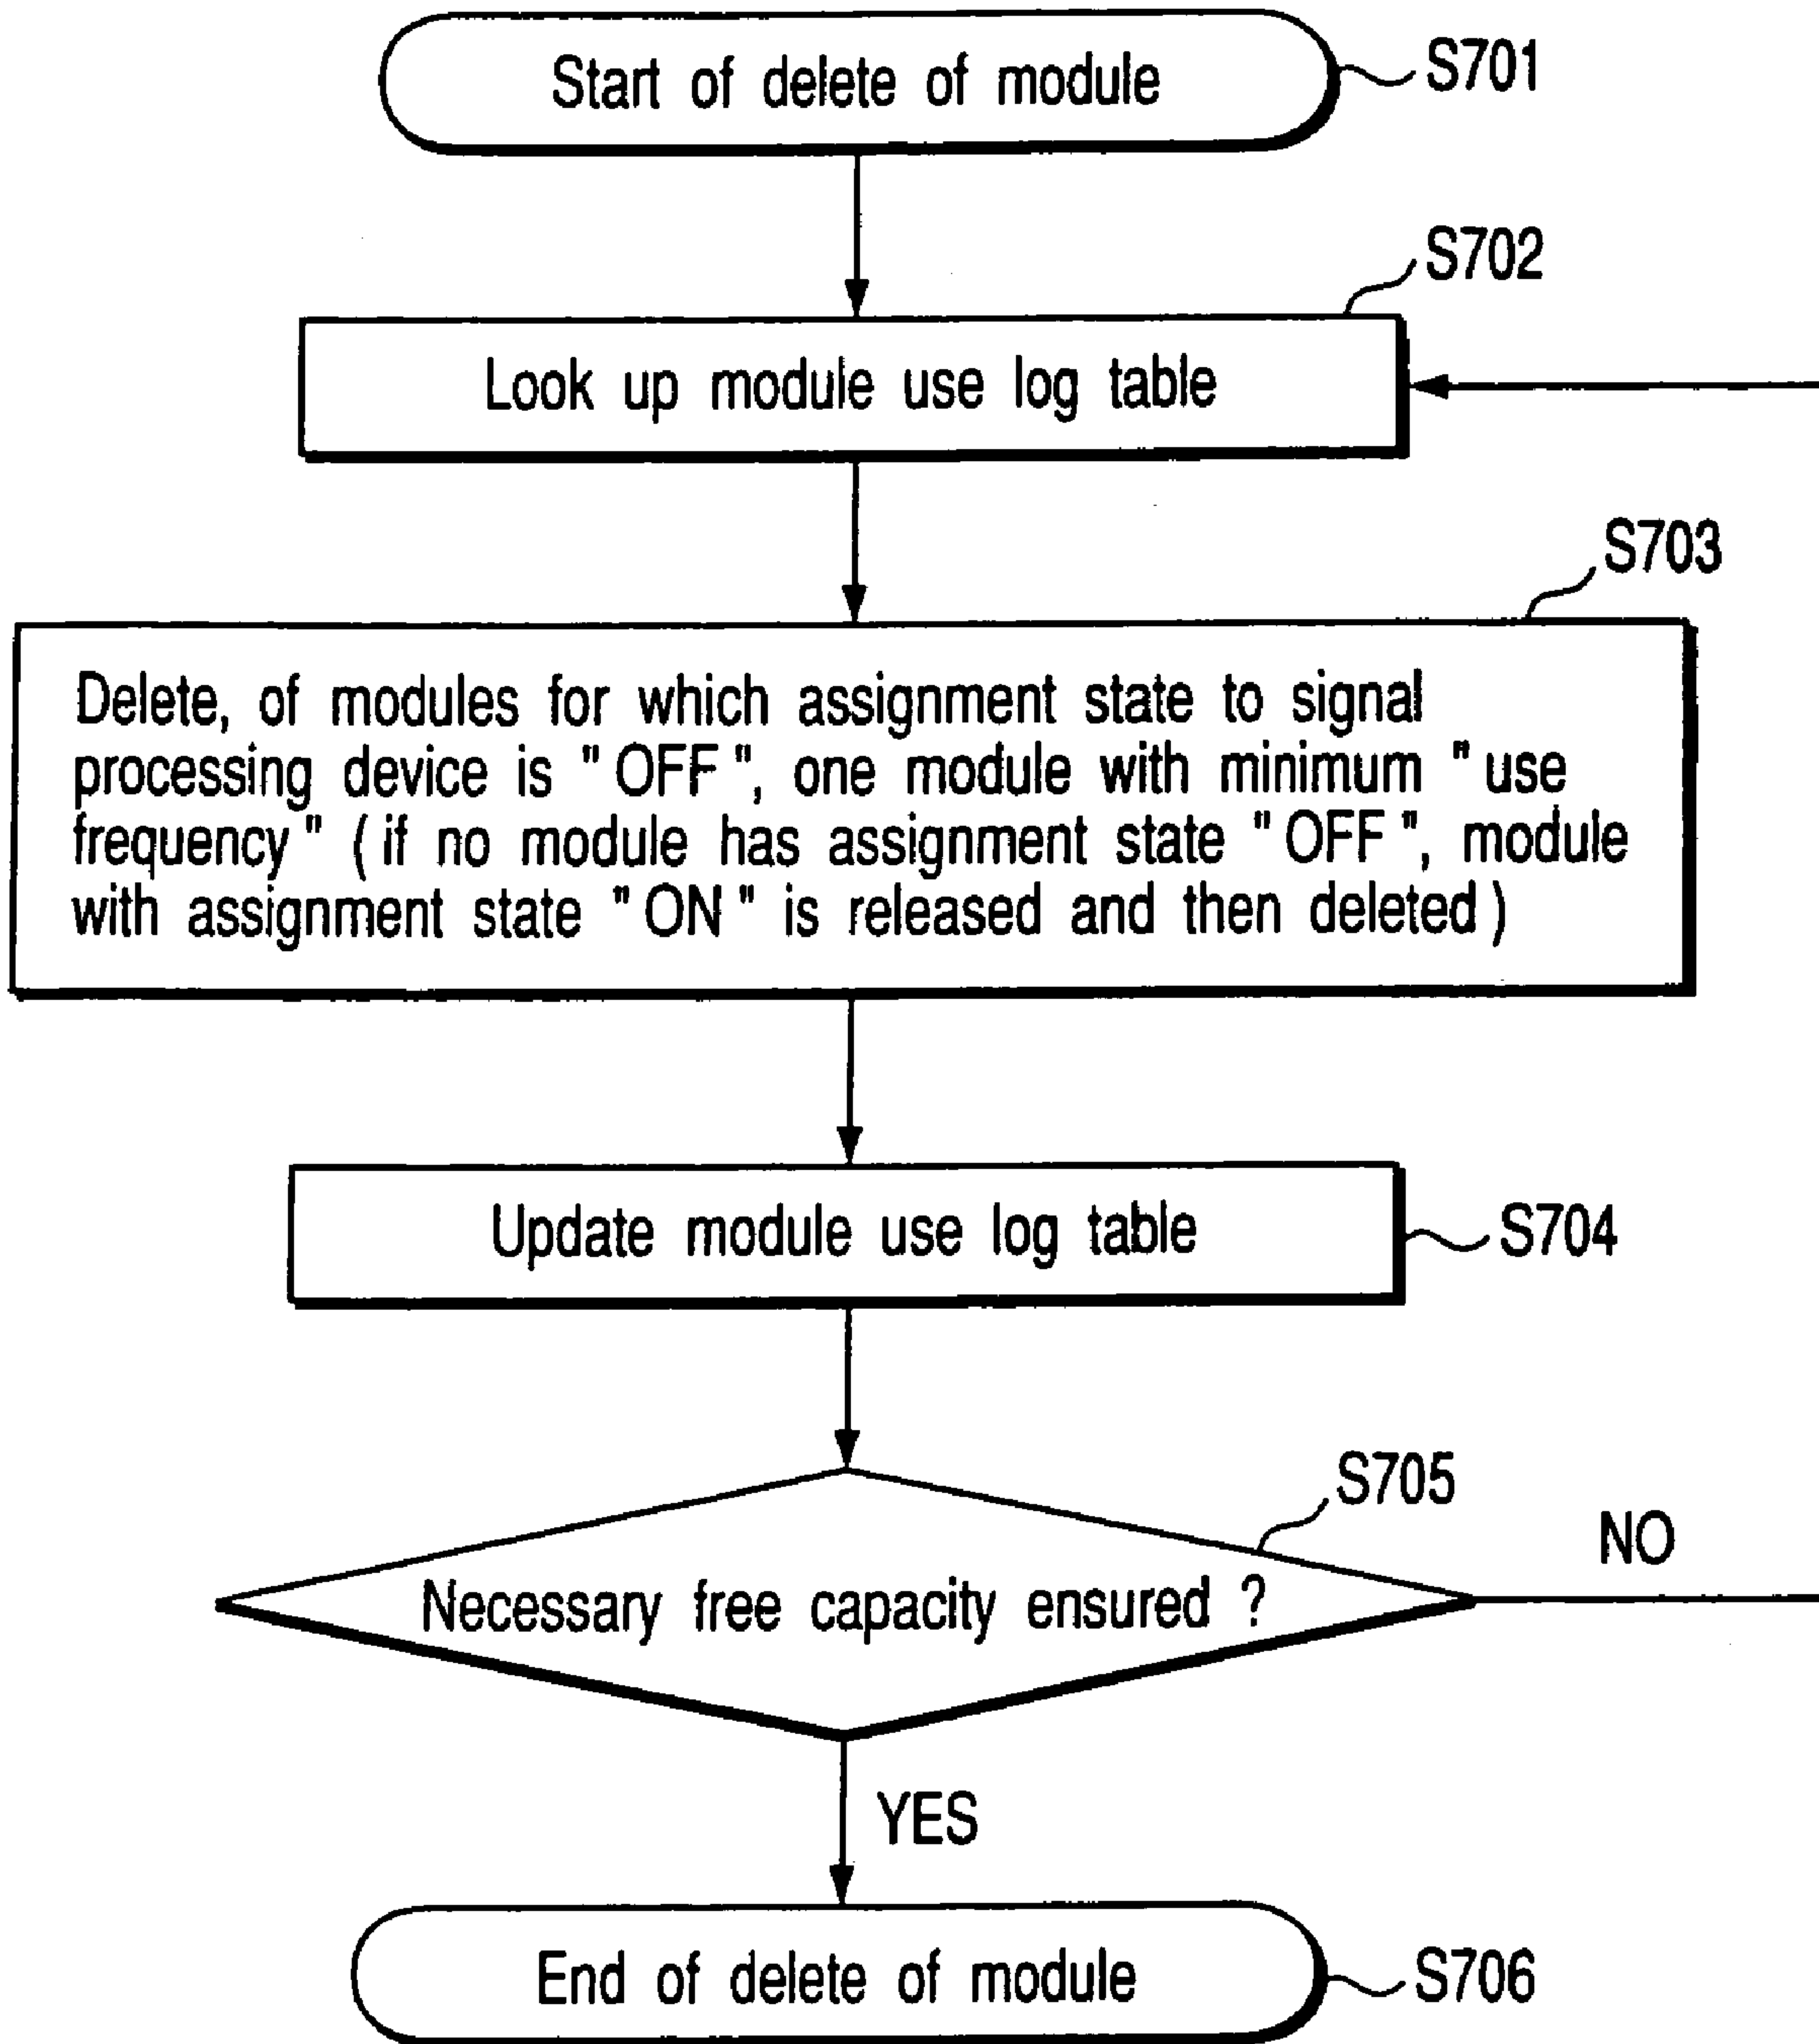 Start of delete of module
S701
S702
Look up module use log table
S703
Delete, of modules for which assignment state to signal
processing device is "OFF", one module with minimum "use
frequency" (if no module has assignment state "OFF", module
with assignment state "ON" is released and then deleted)
Update module use log table
S704
S705
Necessary free capacity ensured ?
NO
YES
End of delete of module
S706